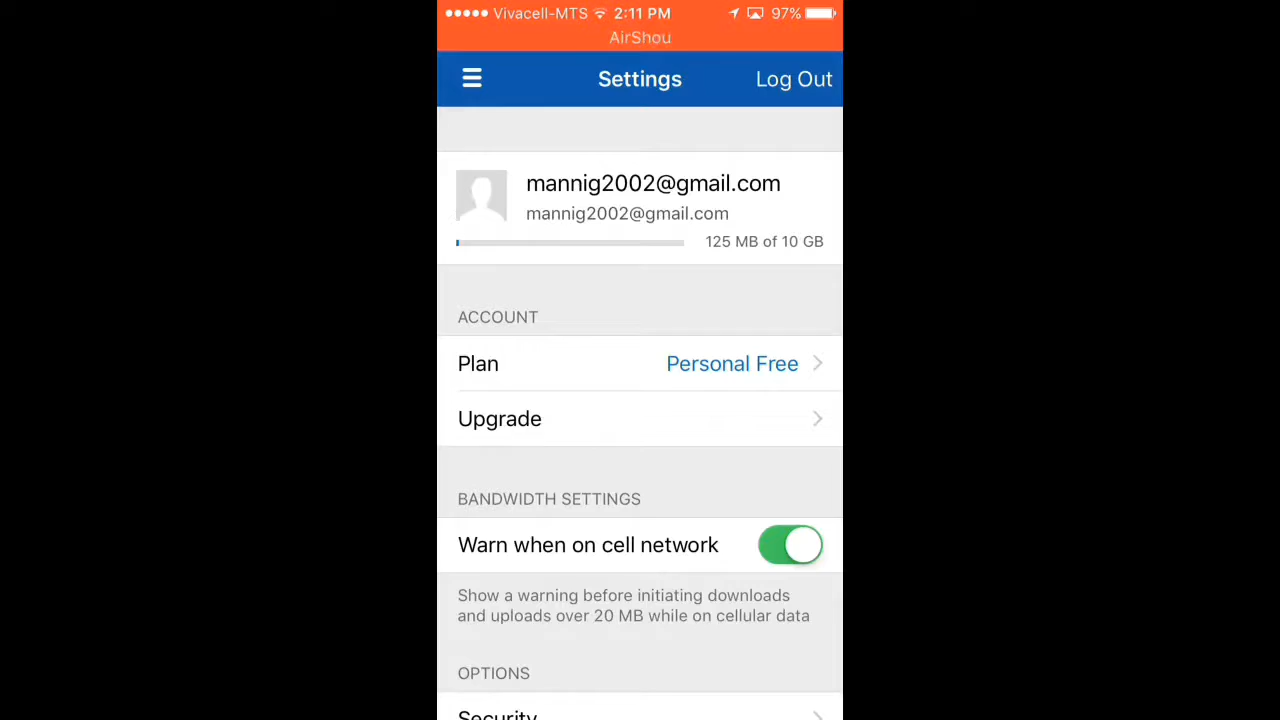 Vivacell-MTS 2:11 PM 97%
AirShou
Settings Log Out
mannig2002@gmail.com
mannig2002@gmail.com
125 MB of 10 GB
ACCOUNT
Plan Personal Free
Upgrade
BANDWIDTH SETTINGS
Warn when on cell network
Show a warning before initiating downloads
and uploads over 20 MB while on cellular data
OPTIONS
Security